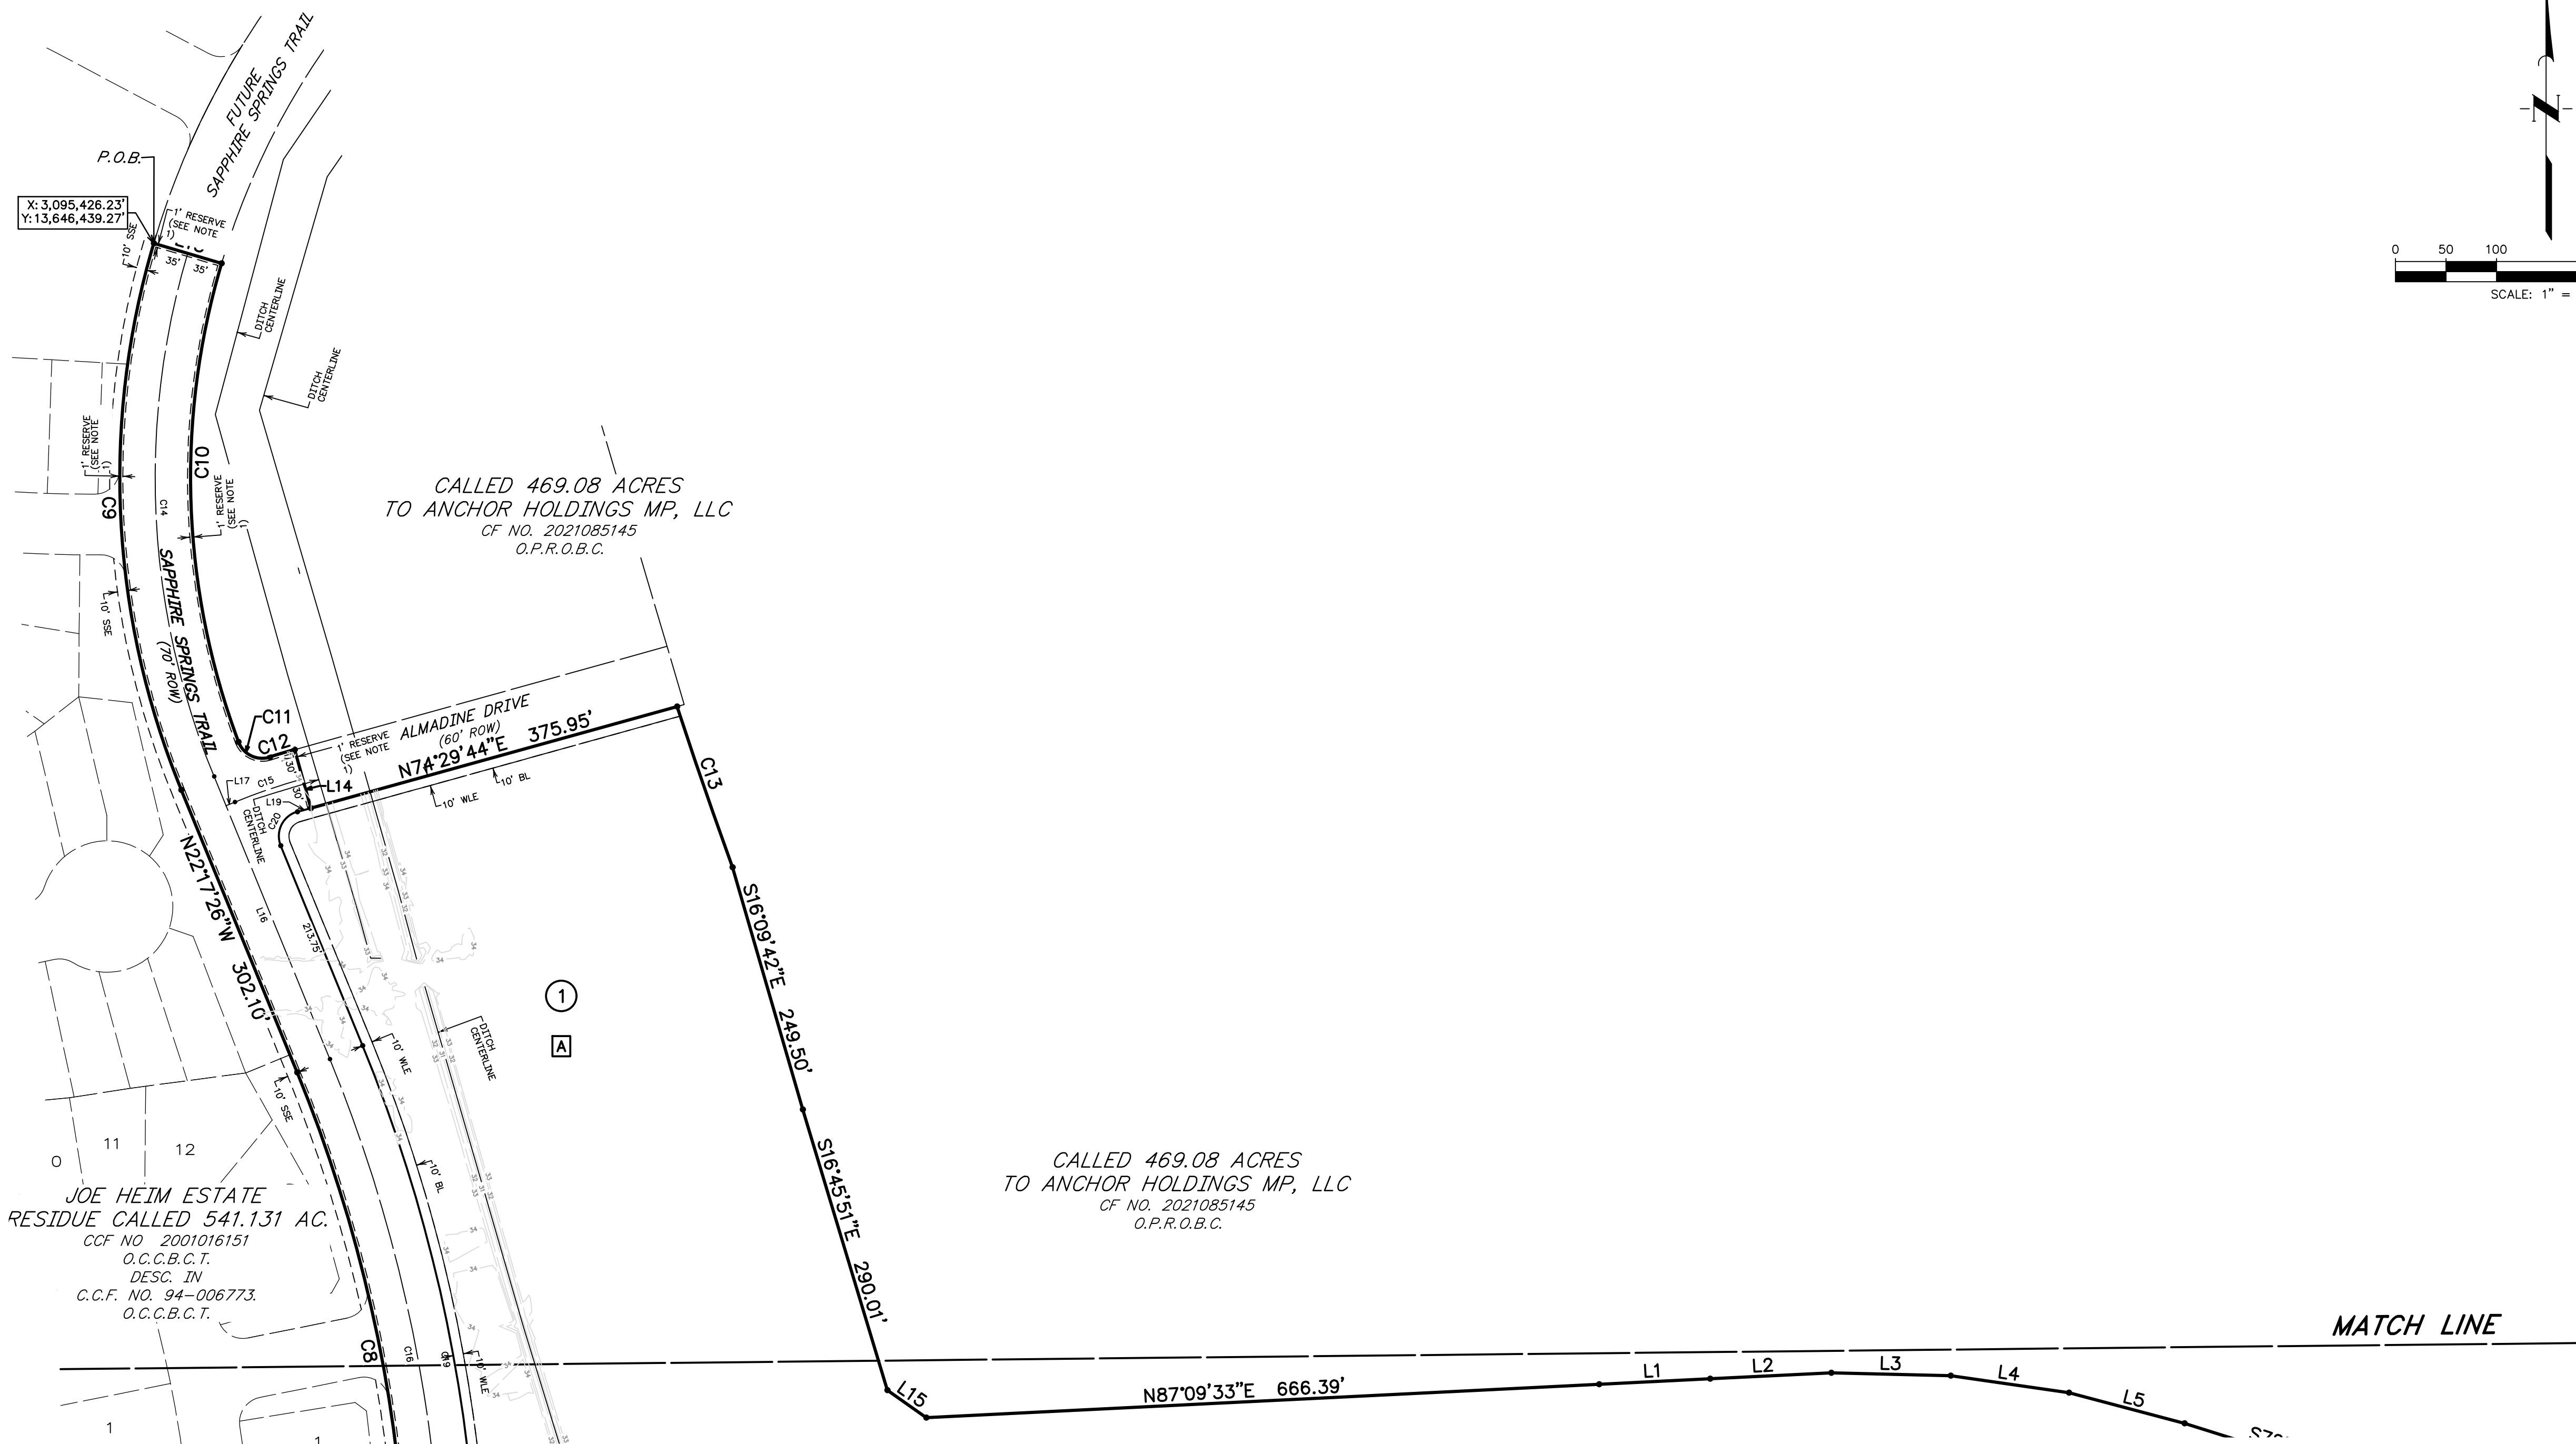 FUTURE
SAPPHIRE SPRINGS TRAIL
P.O.B.
X: 3,095,426.23'
Y: 13,646,439.27'
1' RESERVE
(SEE NOTE
1)
10' SSE
35'
35'
DITCH
CENTERLINE
DITCH
CENTERLINE
N
0 50 100
SCALE: 1" =
1' RESERVE
(SEE NOTE
1)
C9
C14
C10
1' RESERVE
(SEE NOTE
1)
CALLED 469.08 ACRES
TO ANCHOR HOLDINGS MP, LLC
CF NO. 2021085145
O.P.R.O.B.C.
10' SSE
SAPPHIRE SPRINGS TRAIL
(70' ROW)
C11
C12
1' RESERVE
(SEE NOTE
1)
ALMADINE DRIVE
(60' ROW)
N74°29'44"E 375.95'
10' BL
10' WLE
30'
30'
L14
L17
C15
L19
C20
DITCH
CENTERLINE
C13
N22°17'26"W 302.10'
L16
213.75'
S16°09'42"E 249.50'
1
A
DITCH
CENTERLINE
10' WLE
10' SSE
10' BL
11
12
0
JOE HEIM ESTATE
RESIDUE CALLED 541.131 AC.
CCF NO 2001016151
O.C.C.B.C.T.
DESC. IN
C.C.F. NO. 94-006773.
O.C.C.B.C.T.
S16°45'51"E 290.01'
CALLED 469.08 ACRES
TO ANCHOR HOLDINGS MP, LLC
CF NO. 2021085145
O.P.R.O.B.C.
MATCH LINE
C8
C16
C19
10' WLE
L15
N87°09'33"E 666.39'
L1
L2
L3
L4
L5
1
1